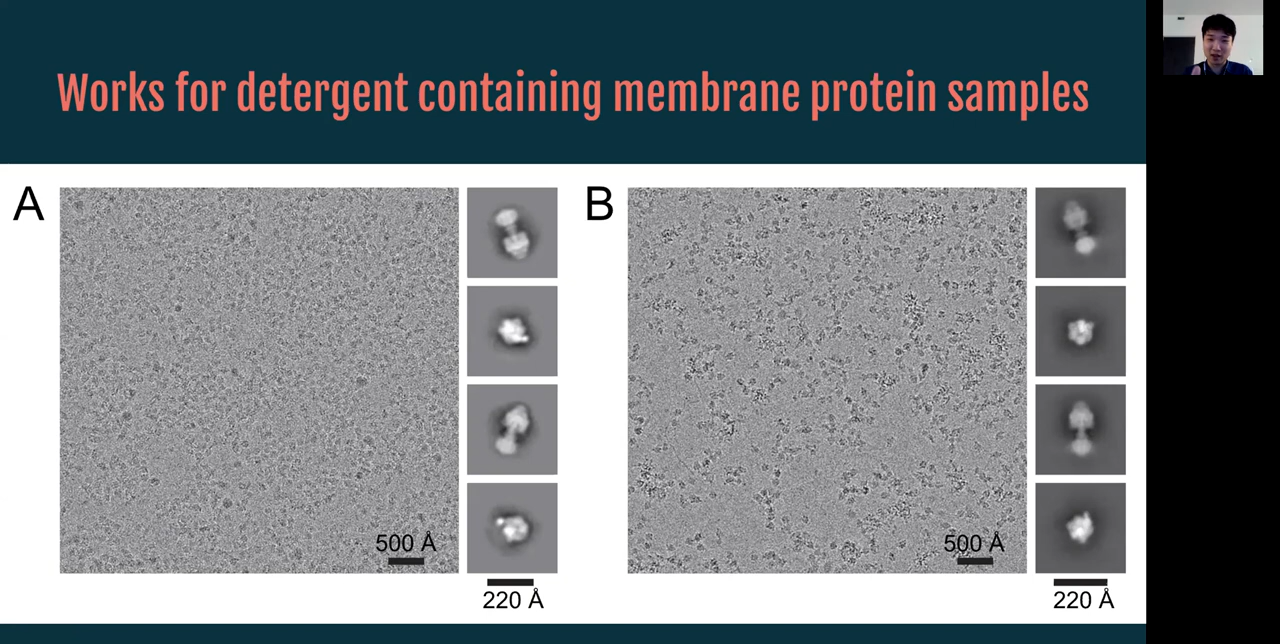 Works for detergent containing membrane protein samples
A
B
500 Å
500 Å
220 Å
220 Å